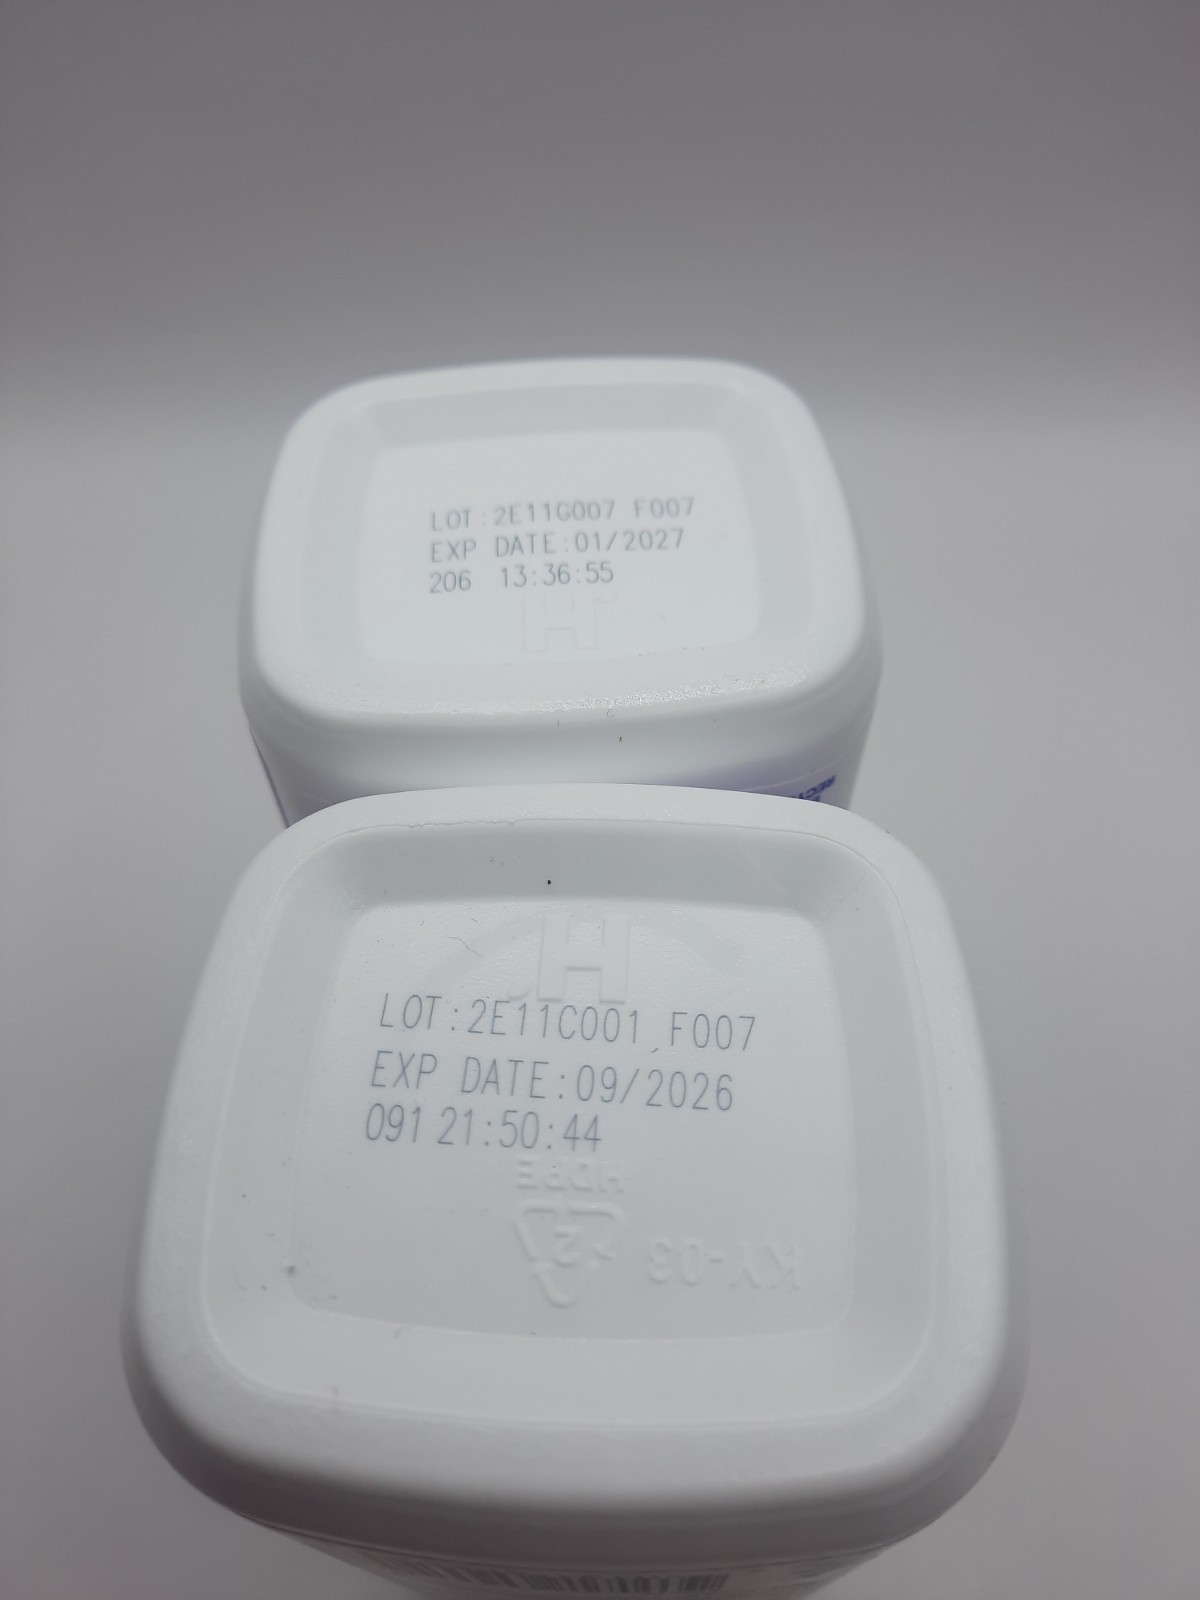 LOT:2E11G007 F007
EXP DATE:01/2027
206 13:36:55
H
RECY
H
LOT:2E11C001 F007
EXP DATE:09/2026
091 21:50:44
HDPE
2
KY-03